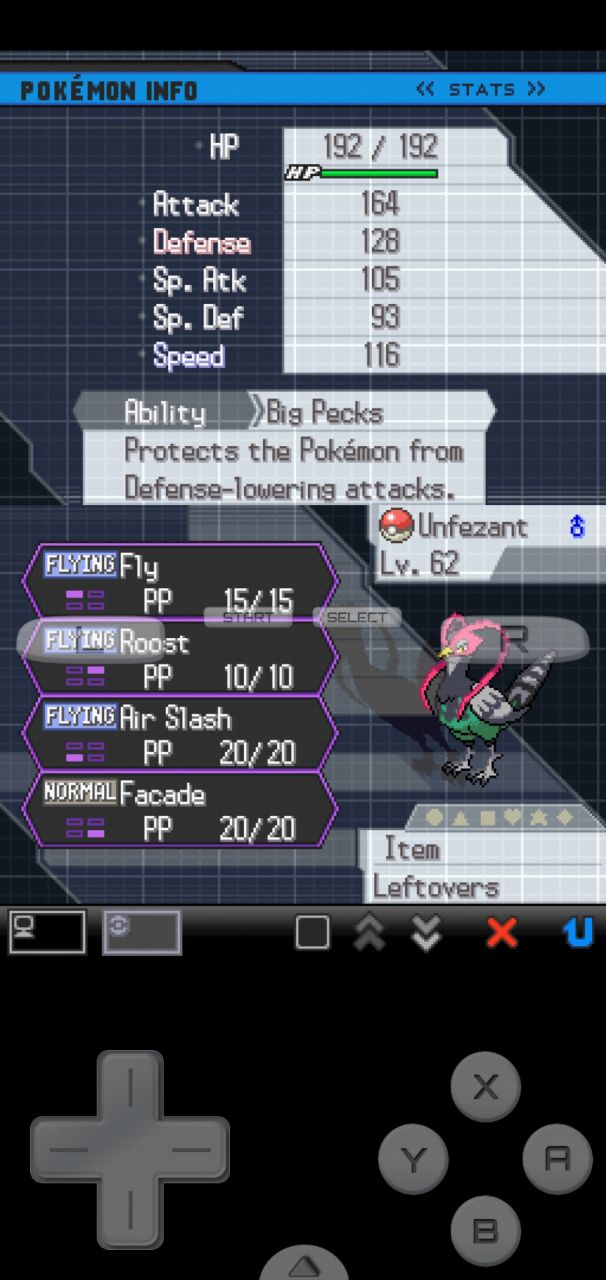 POKÉMON INFO
<< STATS >>
HP 192 / 192
HP
Attack 164
Defense 128
Sp. Atk 105
Sp. Def 93
Speed 116
Ability Big Pecks
Protects the Pokémon from
Defense-lowering attacks.
Unfezant ♂
Lv. 62
FLYING Fly
PP 15/15
START SELECT
FLYING Roost
R
PP 10/10
FLYING Air Slash
PP 20/20
NORMAL Facade
PP 20/20
Item
Leftovers
X
Y A
B